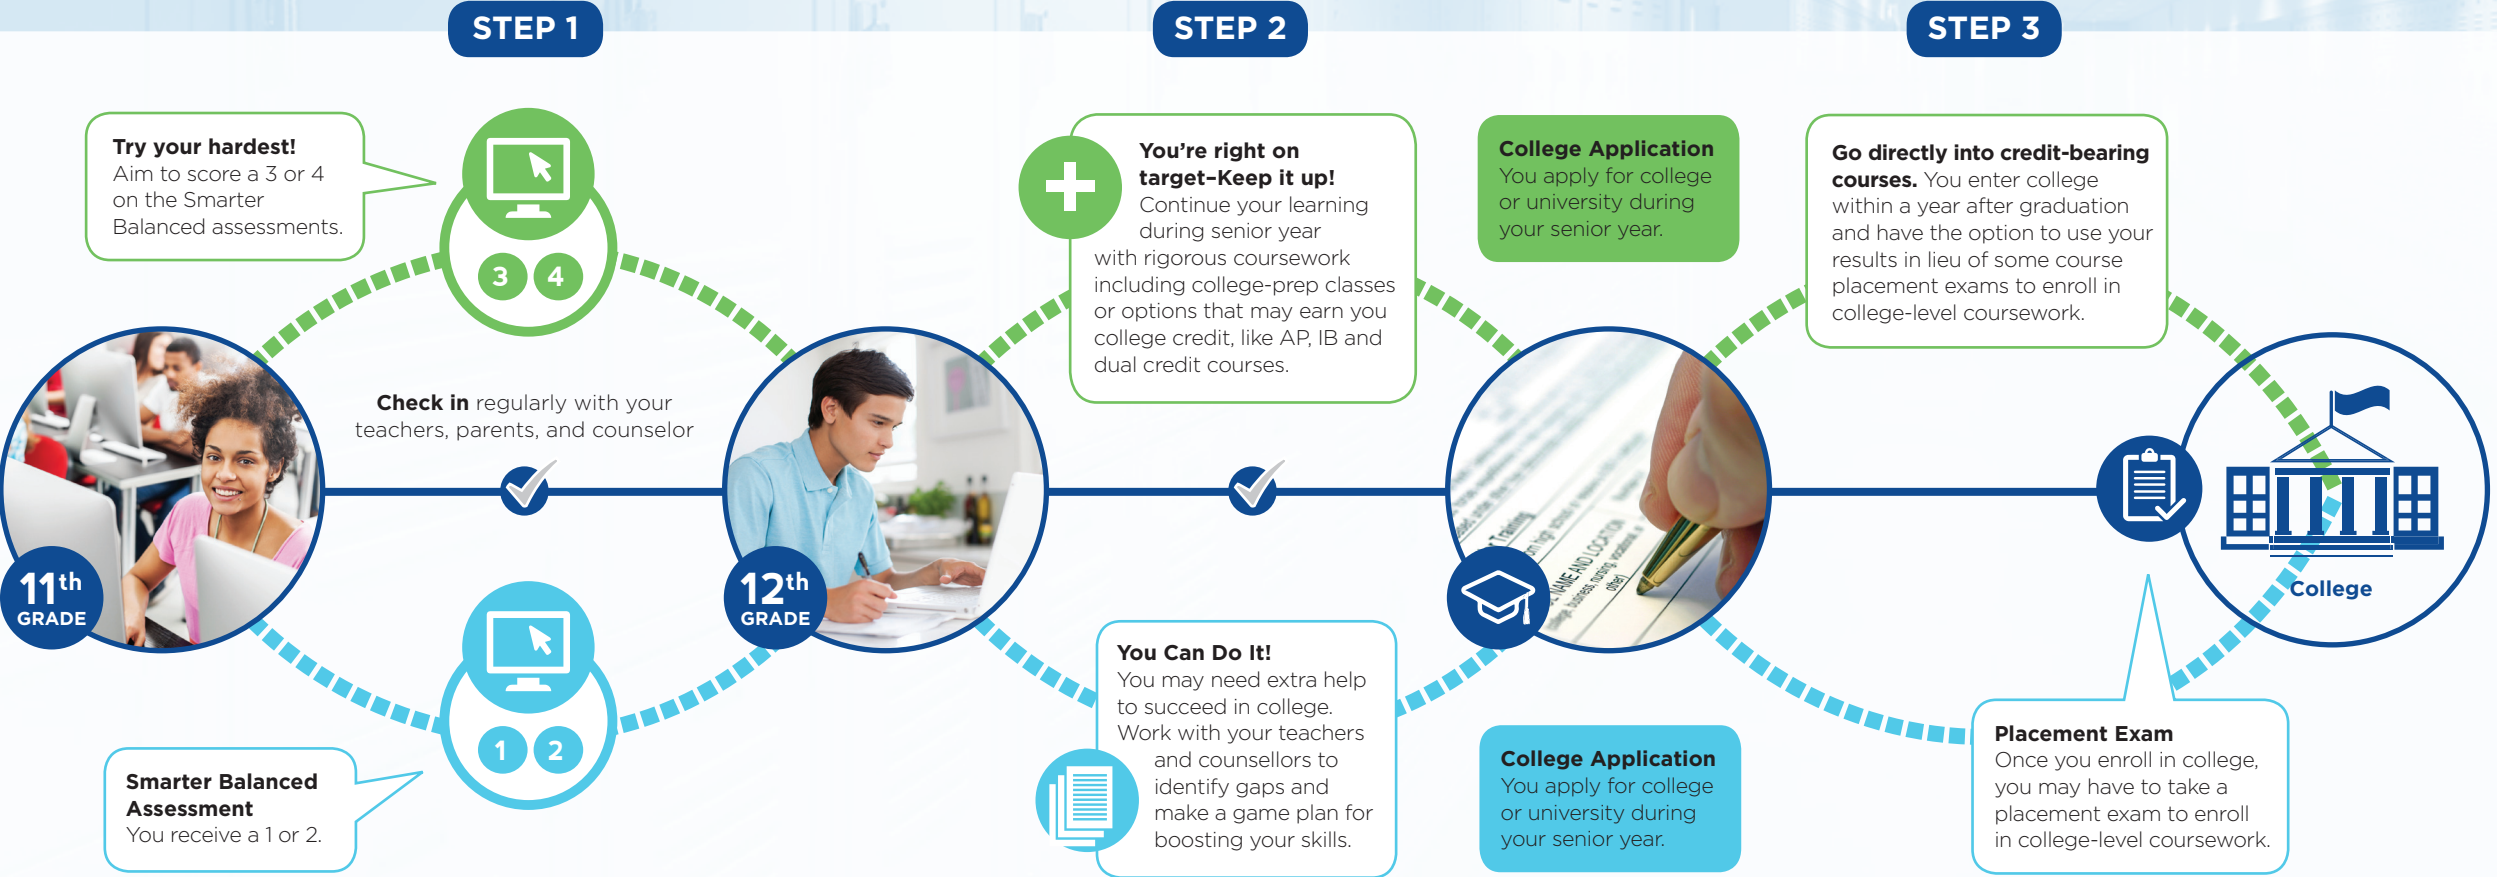 STEP 1
STEP 2
STEP 3
Try your hardest!
Aim to score a 3 or 4
on the Smarter
Balanced assessments.
3 4
You're right on
target–Keep it up!
Continue your learning
during senior year
with rigorous coursework
including college-prep classes
or options that may earn you
college credit, like AP, IB and
dual credit courses.
College Application
You apply for college
or university during
your senior year.
Go directly into credit-bearing
courses. You enter college
within a year after graduation
and have the option to use your
results in lieu of some course
placement exams to enroll in
college-level coursework.
Check in regularly with your
teachers, parents, and counselor
11th
GRADE
12th
GRADE
Training
NAME AND LOCATION
college, business, nursing, vocational, or
other)
College
1 2
Smarter Balanced
Assessment
You receive a 1 or 2.
You Can Do It!
You may need extra help
to succeed in college.
Work with your teachers
and counsellors to
identify gaps and
make a game plan for
boosting your skills.
College Application
You apply for college
or university during
your senior year.
Placement Exam
Once you enroll in college,
you may have to take a
placement exam to enroll
in college-level coursework.